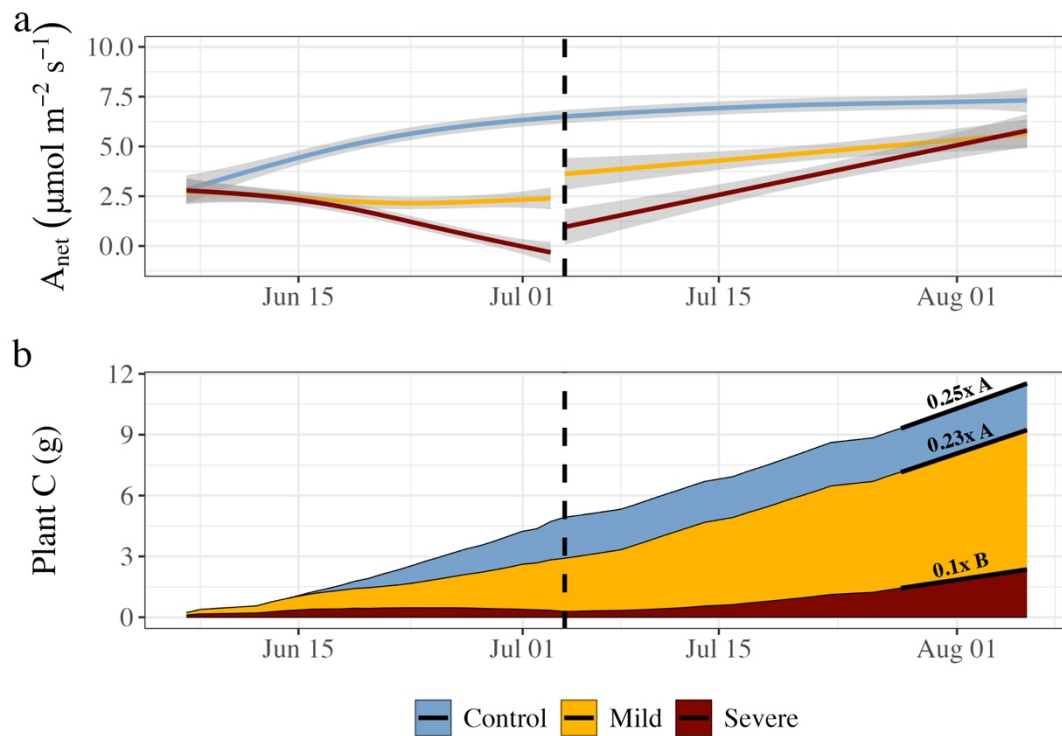 a
A_net (μmol m⁻² s⁻¹)
10.0
7.5
5.0
2.5
0.0
Jun 15 Jul 01 Jul 15 Aug 01
b
Plant C (g)
12
9
6
3
0
0.25x A
0.23x A
0.1x B
Jun 15 Jul 01 Jul 15 Aug 01
Control Mild Severe